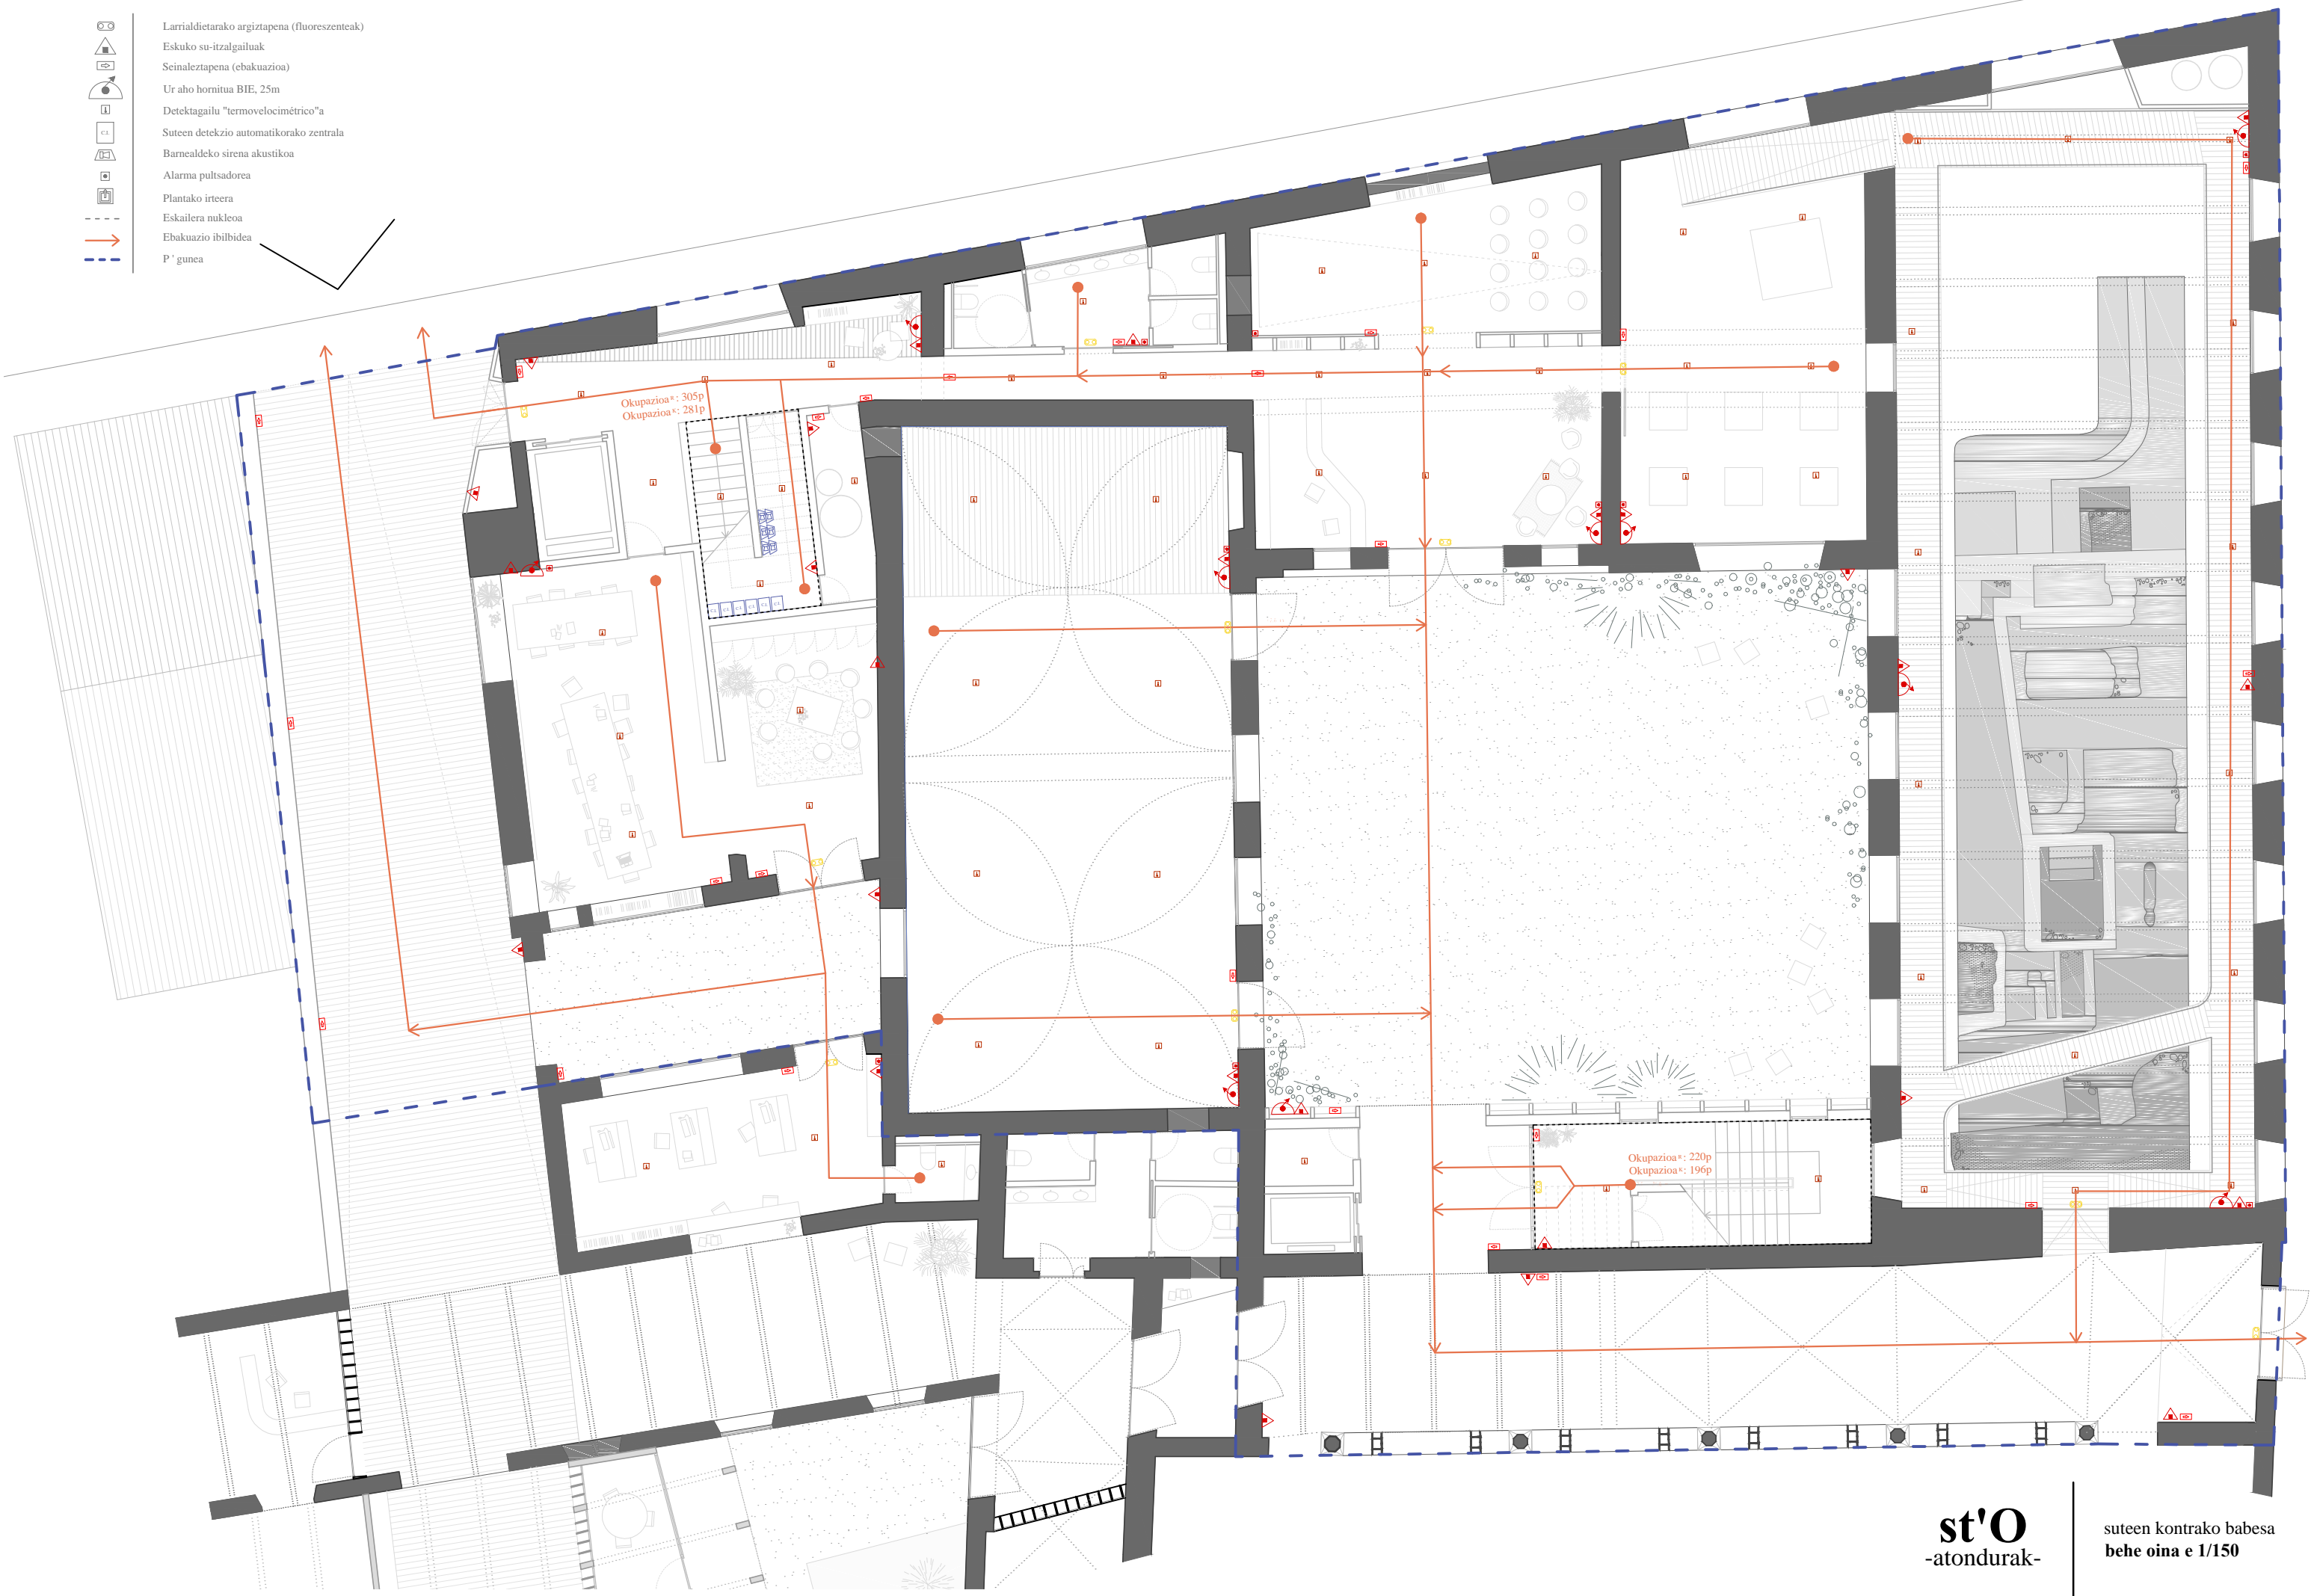 Larrialdietarako argiztapena (fluoreszenteak)
Eskuko su-itzalgailuak
Seinaleztapena (ebakuazioa)
Ur aho hornitua BIE, 25m
Detektagailu "termovelocimétrico"a
C.I.
Suteen detekzio automatikorako zentrala
Barnealdeko sirena akustikoa
Alarma pultsadorea
Plantako irteera
Eskailera nukleoa
Ebakuazio ibilbidea
P ' gunea
Okupazioa*: 305p
Okupazioa*: 281p
Okupazioa*: 220p
Okupazioa*: 196p
st'O
-atondurak-
suteen kontrako babesa
behe oina e 1/150